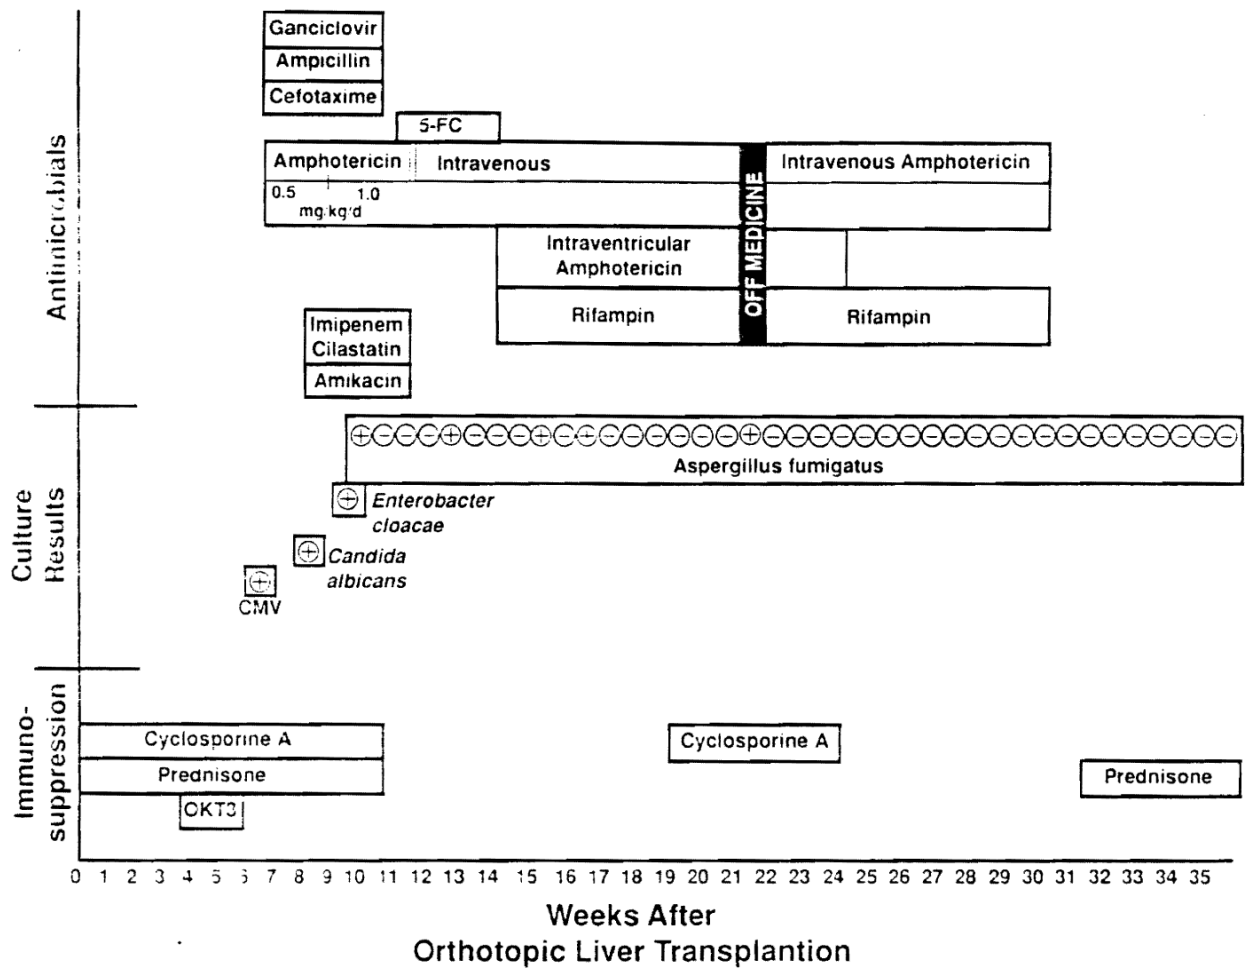 Antimicrobials
Ganciclovir
Ampicillin
Cefotaxime
5-FC
Amphotericin
Intravenous
Intravenous Amphotericin
0.5
1.0
mg/kg/d
OFF MEDICINE
Intraventricular
Amphotericin
Rifampin
Rifampin
Imipenem
Cilastatin
Amikacin
Culture
Results
+ − − − + − − − + − + − − − − − − + − − − − − − − − − − − − − − − − − − − − −
Aspergillus fumigatus
+
Enterobacter
cloacae
+
Candida
albicans
+
CMV
Immuno-
suppression
Cyclosporine A
Cyclosporine A
Prednisone
Prednisone
OKT3
0 1 2 3 4 5 6 7 8 9 10 11 12 13 14 16 17 18 19 20 21 22 23 24 25 26 27 28 29 30 31 32 33 34 35
Weeks After
Orthotopic Liver Transplantion